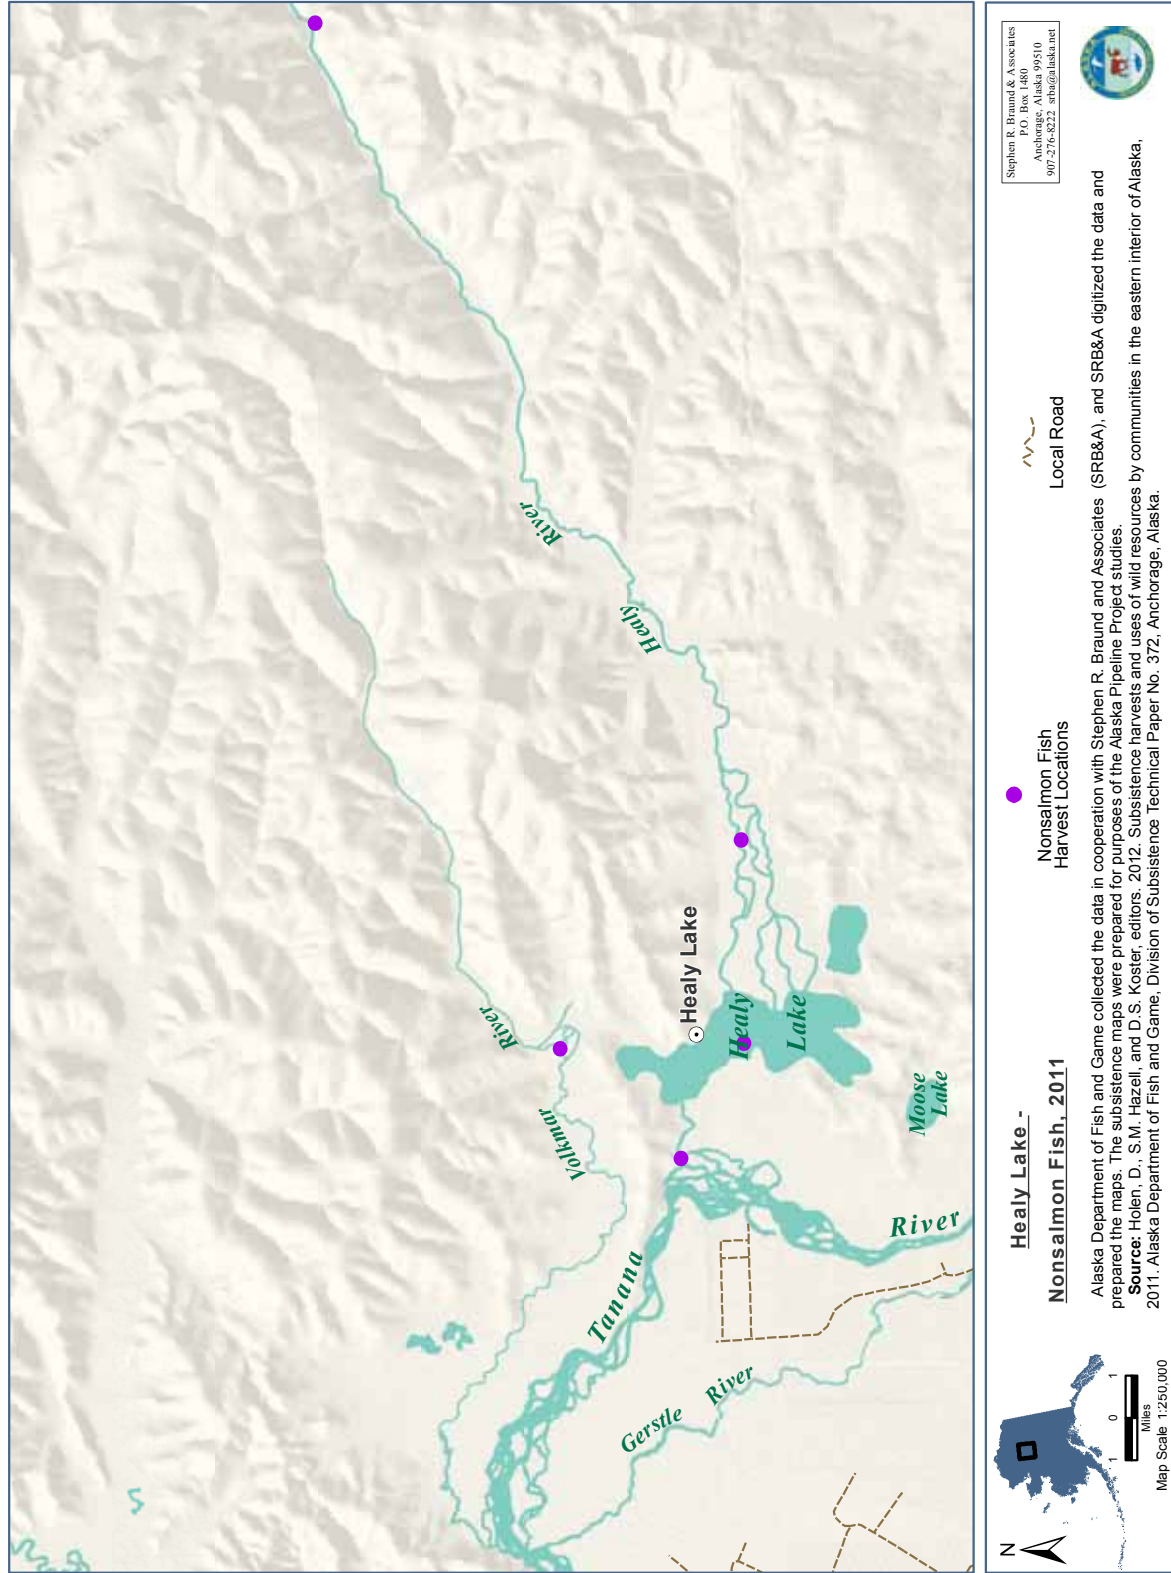 River
Volkmar
River
Healy
Healy Lake
Healy
Lake
Moose
Lake
Tanana
River
Gerstle
River
Healy Lake -
Nonsalmon Fish, 2011
Nonsalmon Fish
Harvest Locations
Local Road
Stephen R. Braund & Associates
P.O. Box 1480
Anchorage, Alaska 99510
907-276-8222 srba@alaska.net
Alaska Department of Fish and Game collected the data in cooperation with Stephen R. Braund and Associates (SRB&A), and SRB&A digitized the data and
prepared the maps. The subsistence maps were prepared for purposes of the Alaska Pipeline Project studies.
Source: Holen, D., S.M. Hazell, and D.S. Koster, editors. 2012. Subsistence harvests and uses of wild resources by communities in the eastern interior of Alaska,
2011. Alaska Department of Fish and Game, Division of Subsistence Technical Paper No. 372, Anchorage, Alaska.
N
1 0 1
Miles
Map Scale 1:250,000